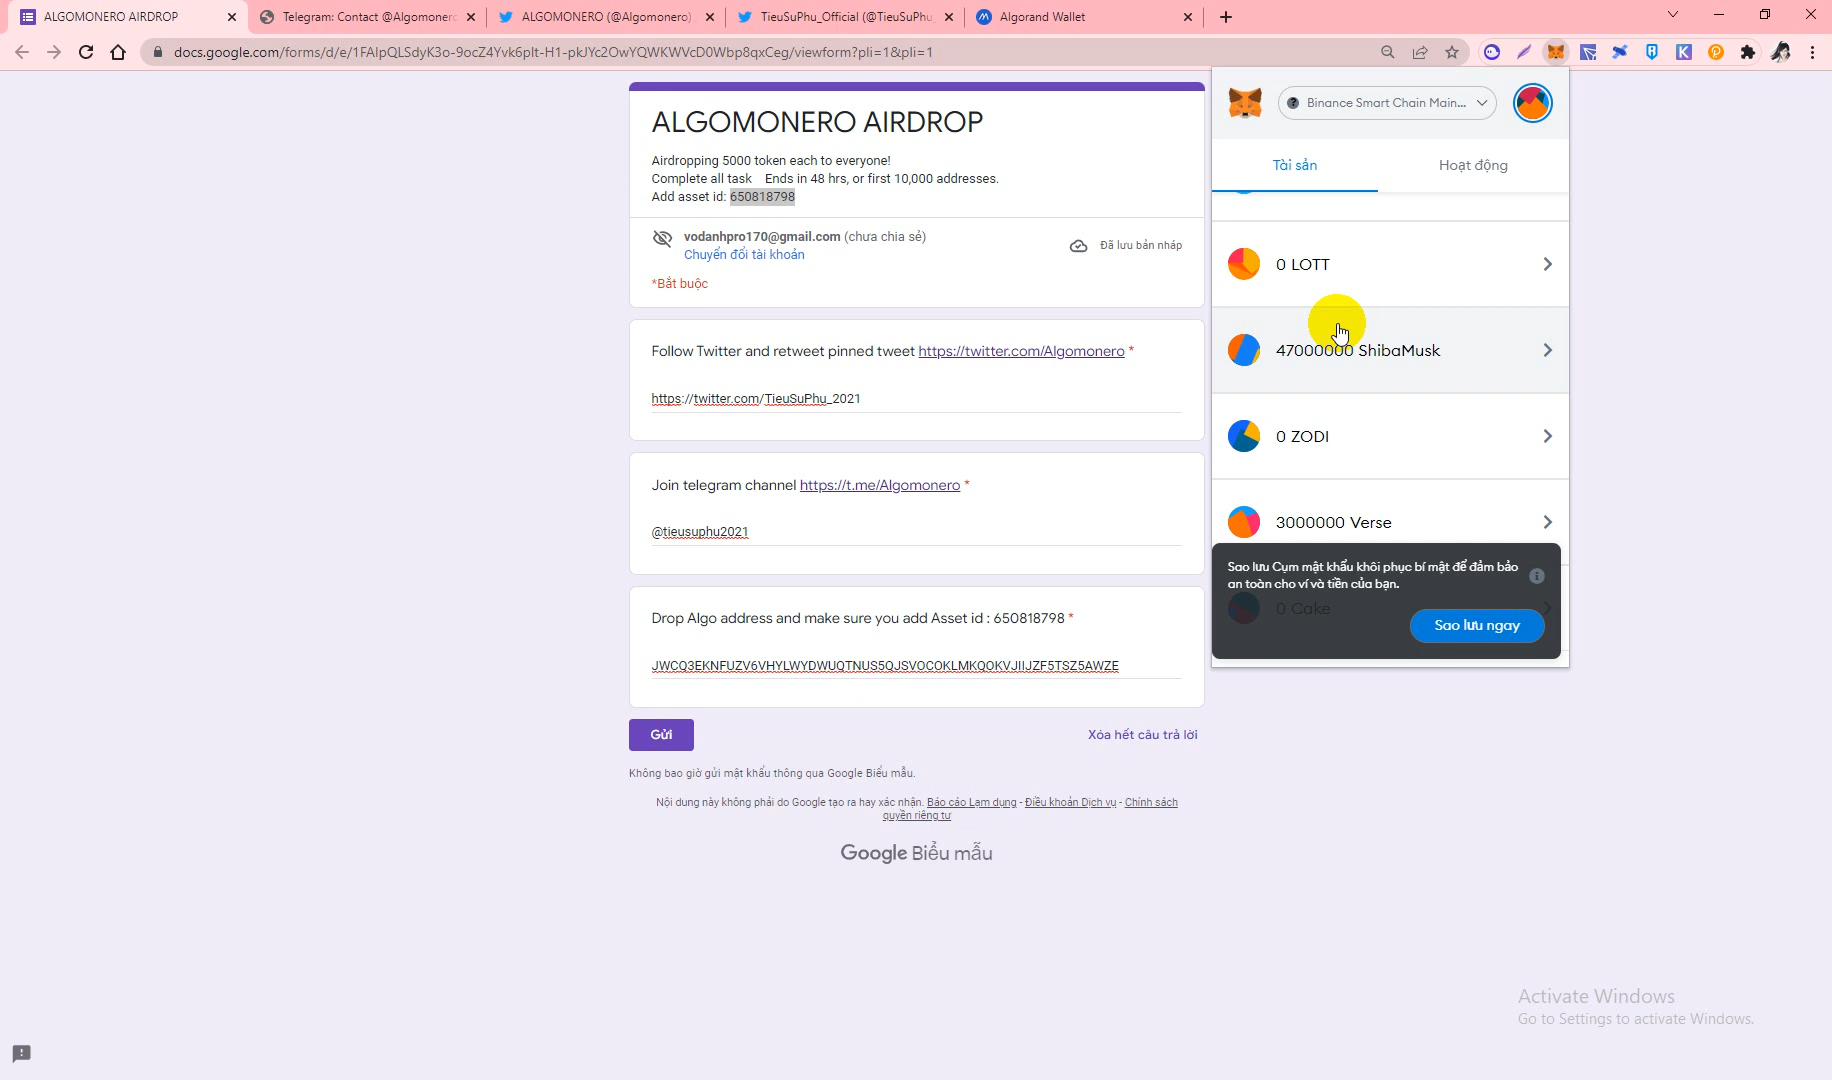 ALGOMONERO AIRDROP
Telegram: Contact @Algomonero
ALGOMONERO (@Algomonero)
TieuSuPhu_Official (@TieuSuPhu_
Algorand Wallet
docs.google.com/forms/d/e/1FAIpQLSdyK3o-9ocZ4Yvk6plt-H1-pkJYc2OwYQWKWVcD0Wbp8qxCeg/viewform?pli=1&pli=1
ALGOMONERO AIRDROP
Airdropping 5000 token each to everyone!
Complete all task Ends in 48 hrs, or first 10,000 addresses.
Add asset id: 650818798
vodanhpro170@gmail.com (chưa chia sẻ)
Chuyển đổi tài khoản
Đã lưu bản nháp
*Bắt buộc
Follow Twitter and retweet pinned tweet https://twitter.com/Algomonero *
https://twitter.com/TieuSuPhu_2021
Join telegram channel https://t.me/Algomonero *
@tieusuphu2021
Drop Algo address and make sure you add Asset id : 650818798 *
JWCQ3EKNFUZV6VHYLWYDWUQTNUS5QJSVOCOKLMKQOKVJIIJZF5TSZ5AWZE
Gửi
Xóa hết câu trả lời
Không bao giờ gửi mật khẩu thông qua Google Biểu mẫu.
Nội dung này không phải do Google tạo ra hay xác nhận. Báo cáo Lạm dụng - Điều khoản Dịch vụ - Chính sách
quyền riêng tư
Google Biểu mẫu
Binance Smart Chain Main...
Tài sản
Hoạt động
0 LOTT
47000000 ShibaMusk
0 ZODI
3000000 Verse
Sao lưu Cụm mật khẩu khôi phục bí mật để đảm bảo
an toàn cho ví và tiền của bạn.
0 Cake
Sao lưu ngay
Activate Windows
Go to Settings to activate Windows.